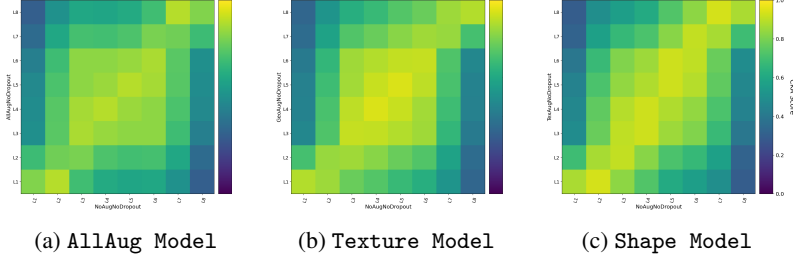 L8
L7
L6
L5
L4
L3
L2
L1
AllAugNoDropout
L1 L2 L3 L4 L5 L6 L7 L8
NoAugNoDropout
(a) AllAug Model
L8
L7
L6
L5
L4
L3
L2
L1
GeoAugNoDropout
L1 L2 L3 L4 L5 L6 L7 L8
NoAugNoDropout
(b) Texture Model
L8
L7
L6
L5
L4
L3
L2
L1
TexAugNoDropout
L1 L2 L3 L4 L5 L6 L7 L8
NoAugNoDropout
1.0
0.8
0.6
0.4
0.2
0.0
(c) Shape Model